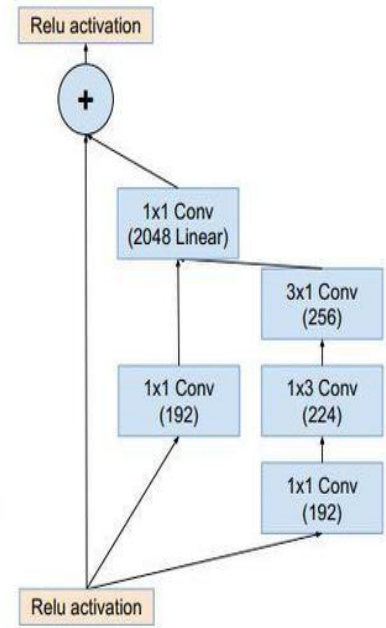 Relu activation
+
1x1 Conv
(2048 Linear)
3x1 Conv
(256)
1x1 Conv
(192)
1x3 Conv
(224)
1x1 Conv
(192)
Relu activation